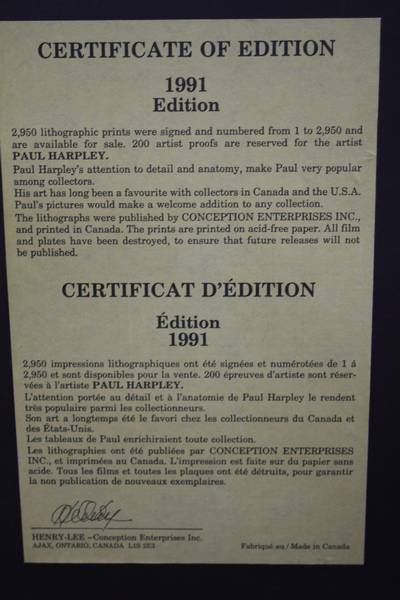 CERTIFICATE OF EDITION
1991
Edition
2,950 lithographic prints were signed and numbered from 1 to 2,950 and
are available for sale. 200 artist proofs are reserved for the artist
PAUL HARPLEY.
Paul Harpley's attention to detail and anatomy, make Paul very popular
among collectors.
His art has long been a favourite with collectors in Canada and the U.S.A.
Paul's pictures would make a welcome addition to any collection.
The lithographs were published by CONCEPTION ENTERPRISES INC.,
and printed in Canada. The prints are printed on acid-free paper. All film
and plates have been destroyed, to ensure that future releases will not
be published.
CERTIFICAT D'ÉDITION
Édition
1991
2,950 impressions lithographiques ont été signées et numérotées de 1 á
2,950 et sont disponibles pour la vente. 200 épreuves d'artiste sont réser-
vées à l'artiste PAUL HARPLEY.
L'attention portée au détail et à l'anatomie de Paul Harpley le rendent
très populaire parmi les collectionneurs.
Son art a longtemps été le favori chez les collectionneurs du Canada et
des États-Unis.
Les tableaux de Paul enrichiraient toute collection.
Les lithographies ont été publiées par CONCEPTION ENTERPRISES
INC., et imprimées au Canada. L'impression est faite sur du papier sans
acide. Tous les films et toutes les plaques ont été détruits, pour garantir
la non publication de nouveaux exemplaires.
HENRY-LEE – Conception Enterprises Inc.
AJAX, ONTARIO, CANADA L1S 2E3
Fabriqué au / Made in Canada